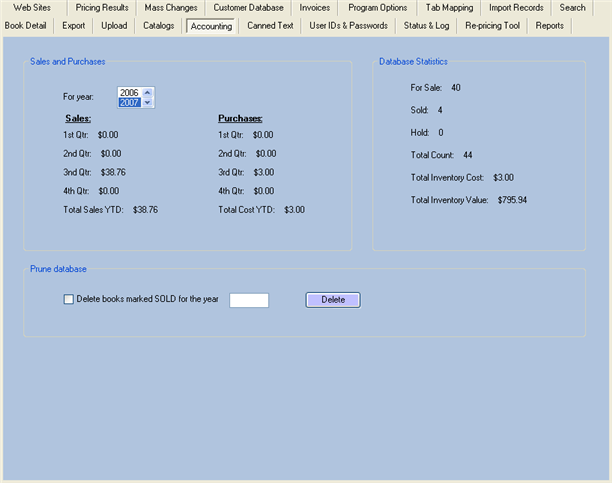 Web Sites Pricing Results Mass Changes Customer Database Invoices Program Options Tab Mapping Import Records Search
Book Detail Export Upload Catalogs Accounting Canned Text User IDs & Passwords Status & Log Re-pricing Tool Reports
Sales and Purchases
For year: 2006
2007
Sales: Purchases:
1st Qtr: $0.00 1st Qtr: $0.00
2nd Qtr: $0.00 2nd Qtr: $0.00
3rd Qtr: $38.76 3rd Qtr: $3.00
4th Qtr: $0.00 4th Qtr: $0.00
Total Sales YTD: $38.76 Total Cost YTD: $3.00
Database Statistics
For Sale: 40
Sold: 4
Hold: 0
Total Count: 44
Total Inventory Cost: $3.00
Total Inventory Value: $795.94
Prune database
Delete books marked SOLD for the year Delete